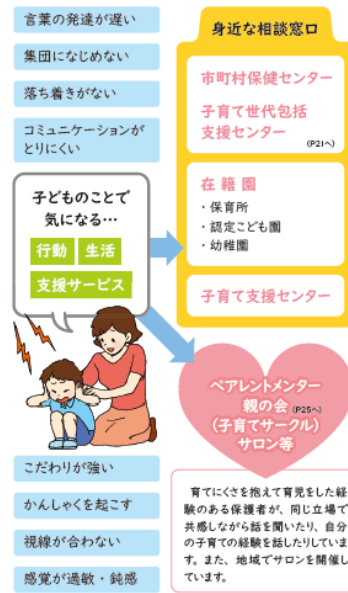 言葉の発達が遅い
集団になじめない
落ち着きがない
コミュニケーションが
とりにくい
子どものことで
気になる…
行動 生活
支援サービス
こだわりが強い
かんしゃくを起こす
視線が合わない
感覚が過敏・鈍感
身近な相談窓口
市町村保健センター
子育て世代包括
支援センター
(P21へ)
在籍園
・保育所
・認定こども園
・幼稚園
子育て支援センター
ペアレントメンター
親の会 (P25へ)
(子育てサークル)
サロン等
育てにくさを抱えて育児をした経
験のある保護者が、同じ立場で
共感しながら話を聞いたり、自分
の子育ての経験を話したりしていま
す。また、地域でサロンを開催し
ています。